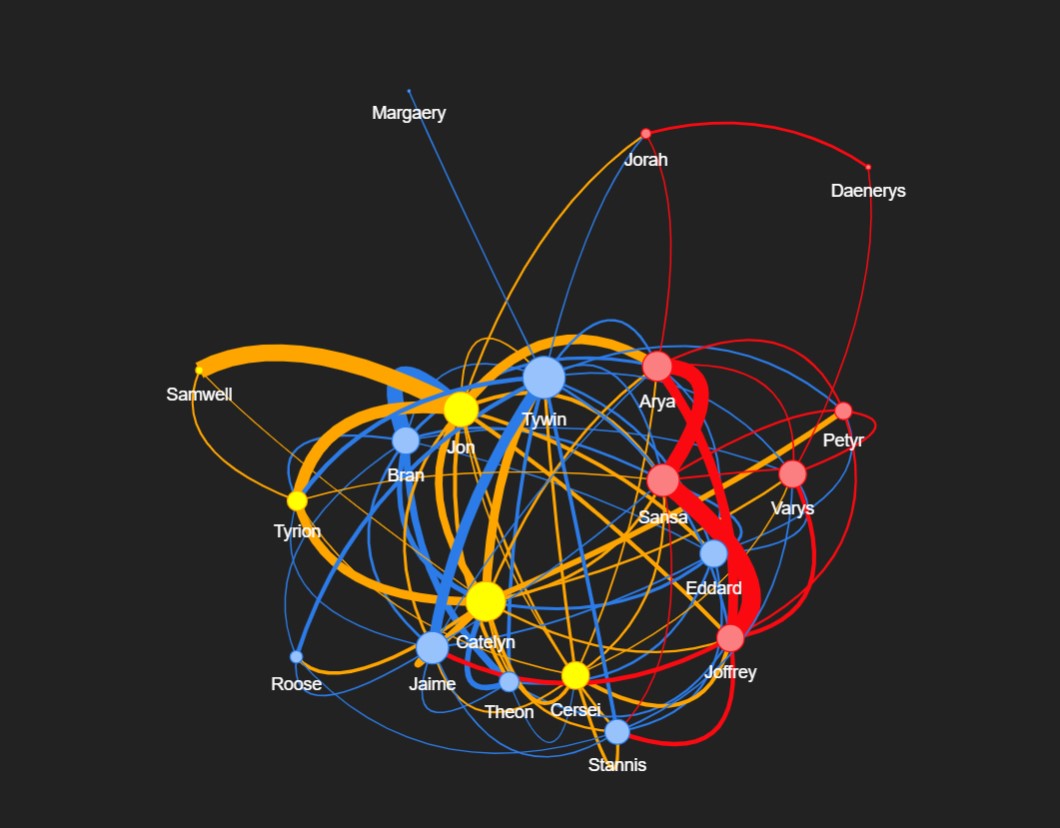 Margaery
Jorah
Daenerys
Samwell
Arya
Tywin
Jon
Petyr
Bran
Varys
Sansa
Tyrion
Eddard
Catelyn
Joffrey
Roose
Jaime
Theon
Cersei
Stannis